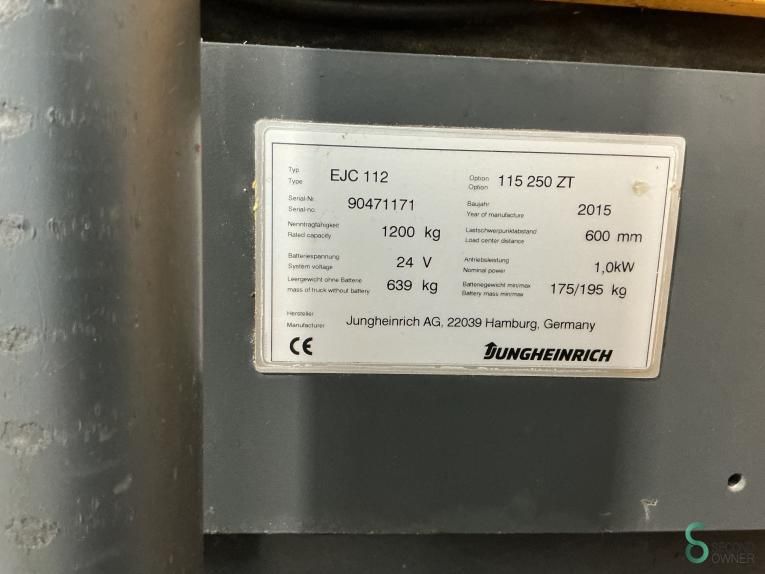 Typ
Type EJC 112 Option
Option 115 250 ZT
Serial-Nr.
Serial-no. 90471171 Baujahr
Year of manufacture 2015
Nenntragfähigkeit
Rated capacity 1200 kg Lastschwerpunktabstand
Load center distance 600 mm
Batteriespannung
System voltage 24 V Antriebsleistung
Nominal power 1,0kW
Leergewicht ohne Batterie
mass of truck without battery 639 kg Batteriegewicht min/max
Battery mass min/max 175/195 kg
Hersteller
Manufacturer Jungheinrich AG, 22039 Hamburg, Germany
CE JUNGHEINRICH
SECOND
OWNER